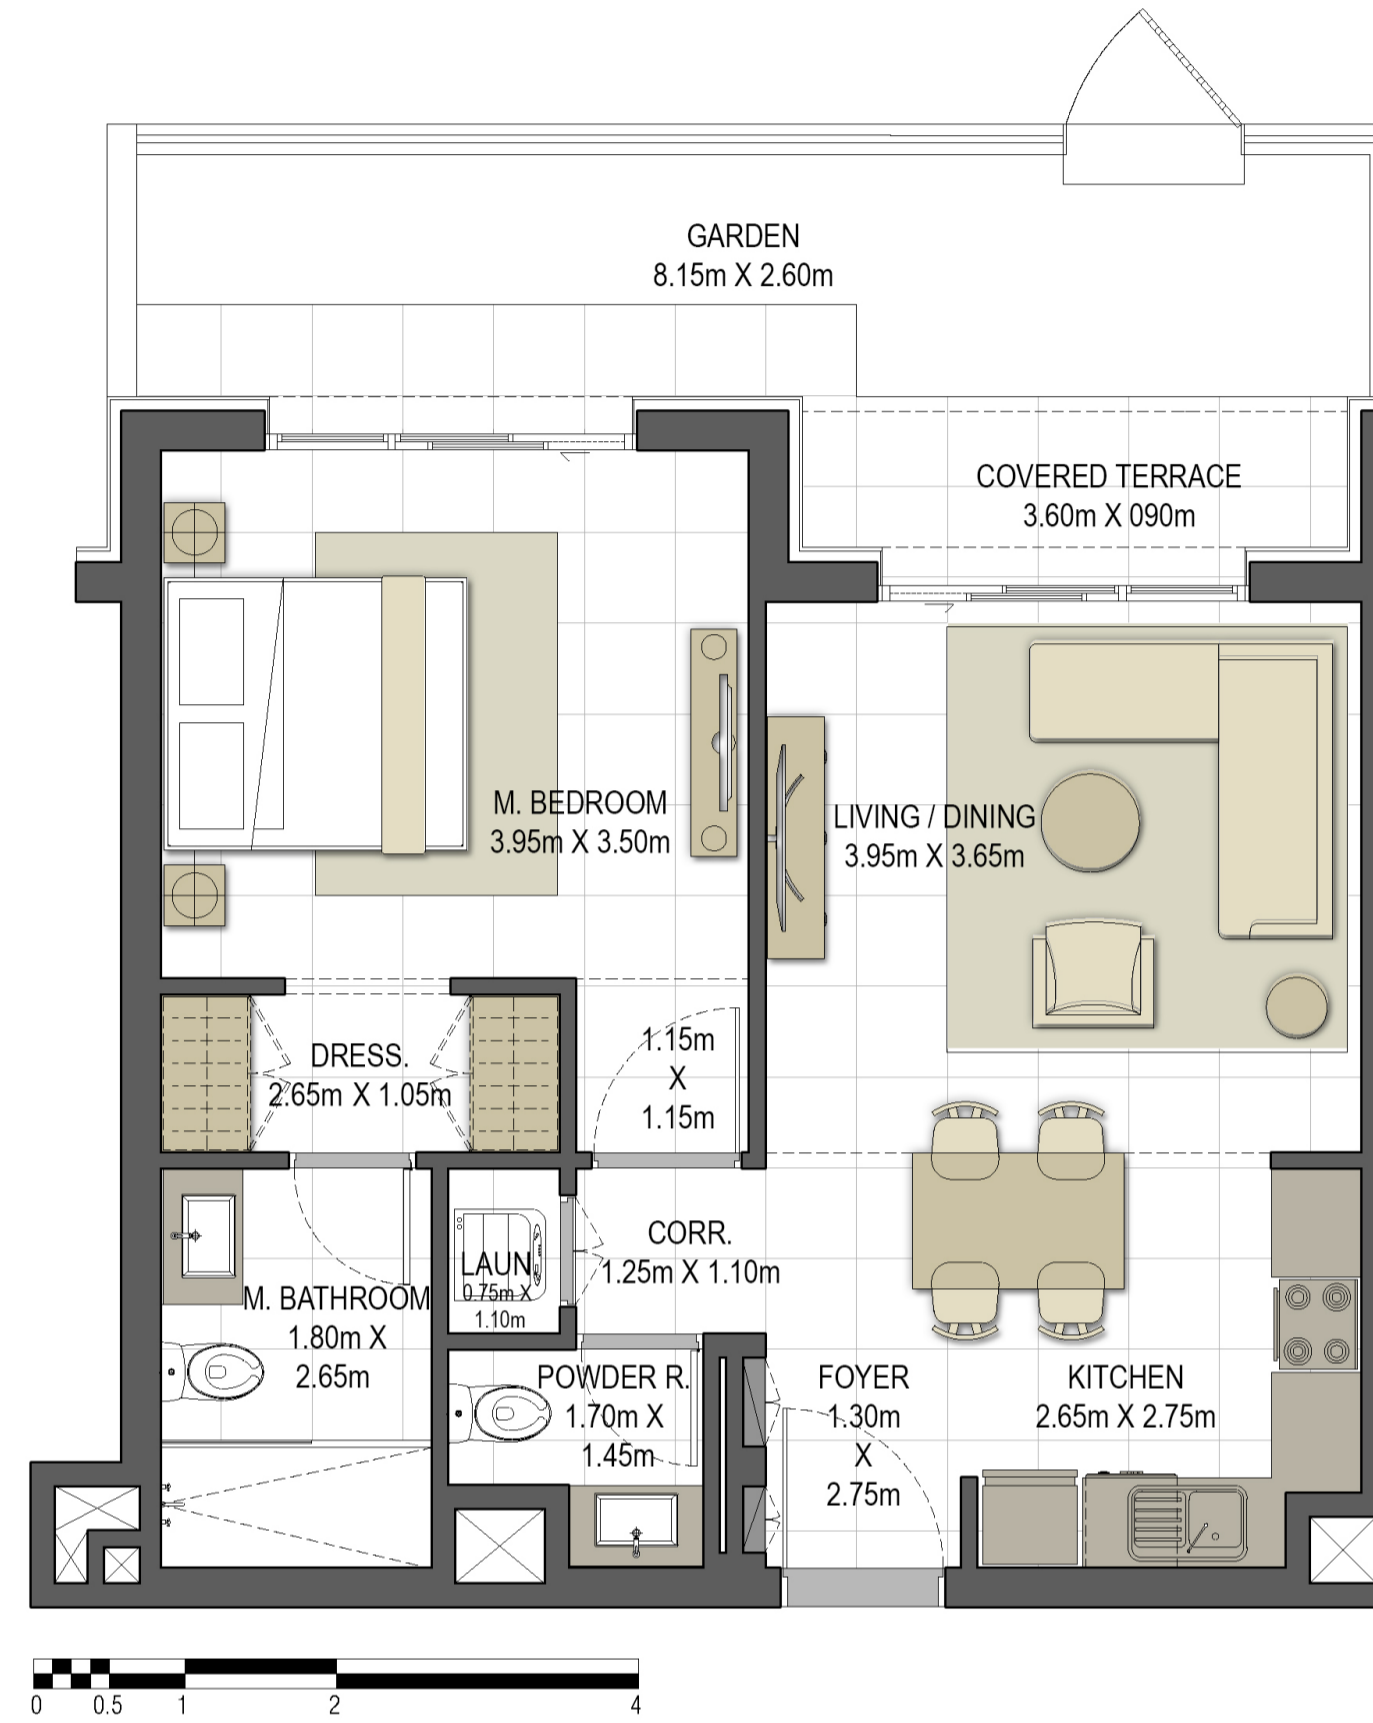 GARDEN
8.15m X 2.60m
COVERED TERRACE
3.60m X 090m
M. BEDROOM
3.95m X 3.50m
LIVING / DINING
3.95m X 3.65m
DRESS.
2.65m X 1.05m
1.15m
X
1.15m
CORR.
1.25m X 1.10m
LAUN.
0.75m X
1.10m
M. BATHROOM
1.80m X
2.65m
POWDER R.
1.70m X
1.45m
FOYER
1.30m
X
2.75m
KITCHEN
2.65m X 2.75m
0 0.5 1 2 4